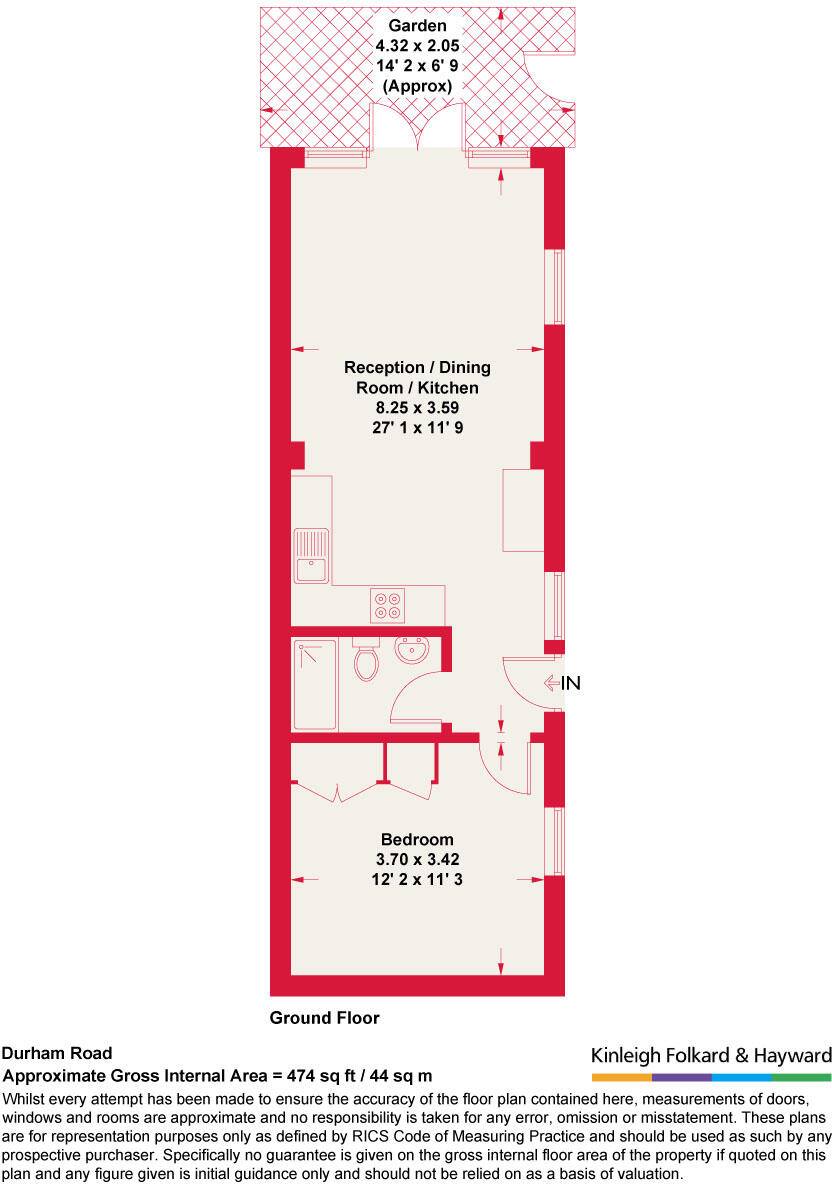 Garden
4.32 x 2.05
14' 2 x 6' 9
(Approx)
Reception / Dining
Room / Kitchen
8.25 x 3.59
27' 1 x 11' 9
IN
Bedroom
3.70 x 3.42
12' 2 x 11' 3
Ground Floor
Durham Road
Approximate Gross Internal Area = 474 sq ft / 44 sq m
Kinleigh Folkard & Hayward
Whilst every attempt has been made to ensure the accuracy of the floor plan contained here, measurements of doors,
windows and rooms are approximate and no responsibility is taken for any error, omission or misstatement. These plans
are for representation purposes only as defined by RICS Code of Measuring Practice and should be used as such by any
prospective purchaser. Specifically no guarantee is given on the gross internal floor area of the property if quoted on this
plan and any figure given is initial guidance only and should not be relied on as a basis of valuation.